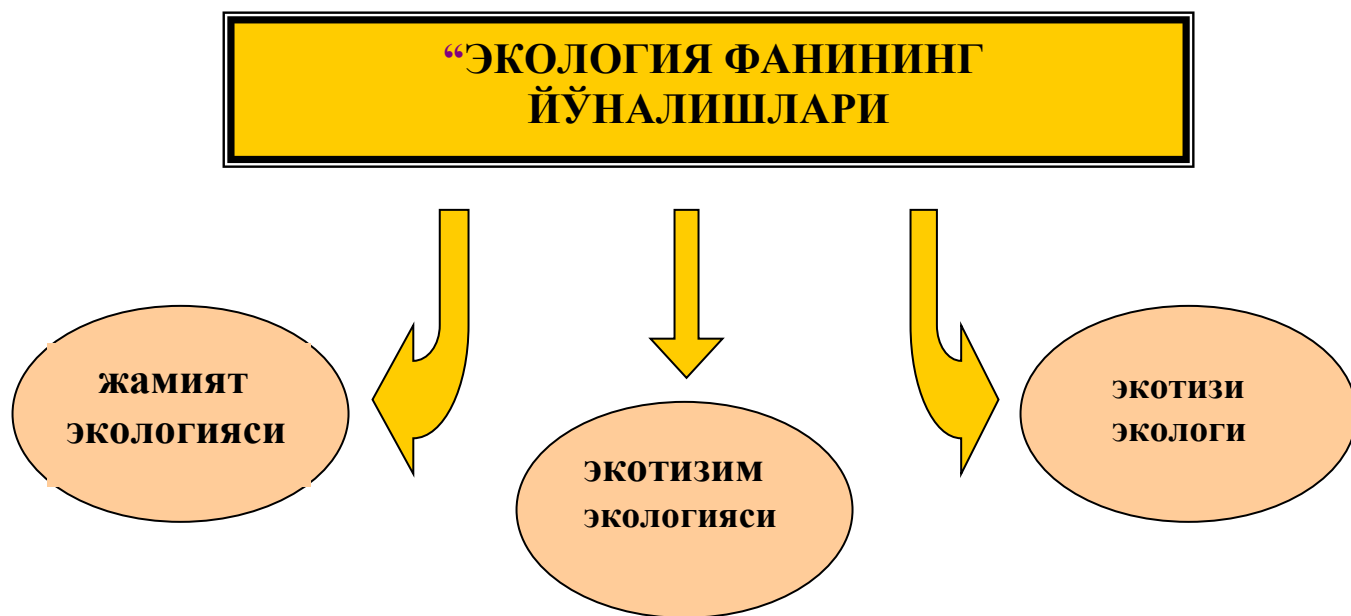 “ЭКОЛОГИЯ ФАНИНИНГ
ЙЎНАЛИШЛАРИ
жамият
экологияси
экотизим
экологияси
экотизи
экологи